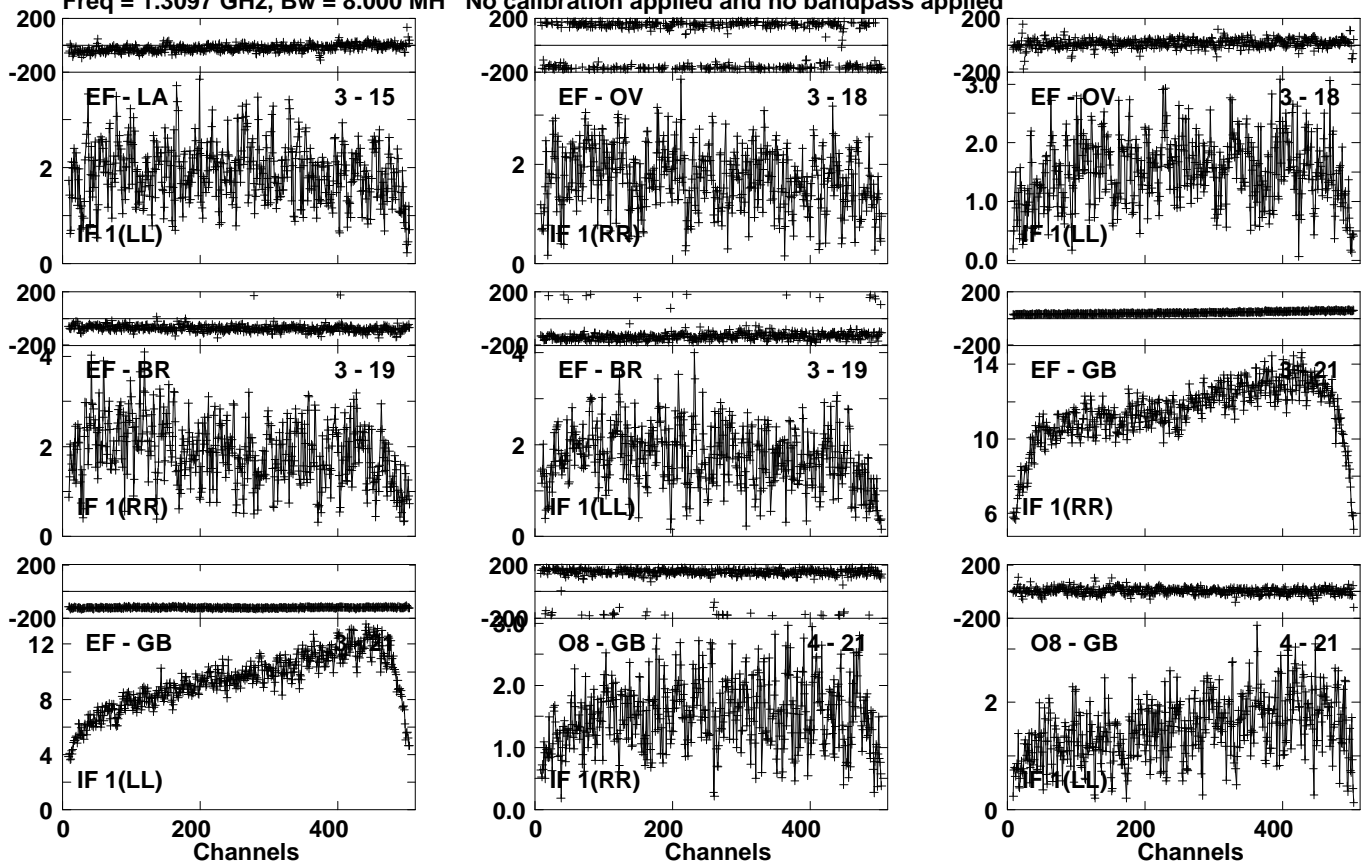 Freq = 1.3097 GHz, Bw = 8.000 MH No calibration applied and no bandpass applied
200 200 200
-200 -200 -200
EF - LA 3 - 15 EF - OV 3 - 18 3.0 EF - OV 3 - 18
2 2 2.0
1.0
IF 1(LL) IF 1(RR) IF 1(LL)
0 0 0.0
200 200 200
-200 -200 -200
4 EF - BR 3 - 19 4 EF - BR 3 - 19 14 EF - GB 3 - 21
2 2 10
IF 1(RR) IF 1(LL) 6 IF 1(RR)
0 0
200 200 200
-200 -200 -200
12 EF - GB 3 - 21 3.0 O8 - GB 4 - 21 O8 - GB 4 - 21
8 2.0 2
4 1.0
IF 1(LL) IF 1(RR) IF 1(LL)
0 0.0 0
0 200 400 0 200 400 0 200 400
Channels Channels Channels